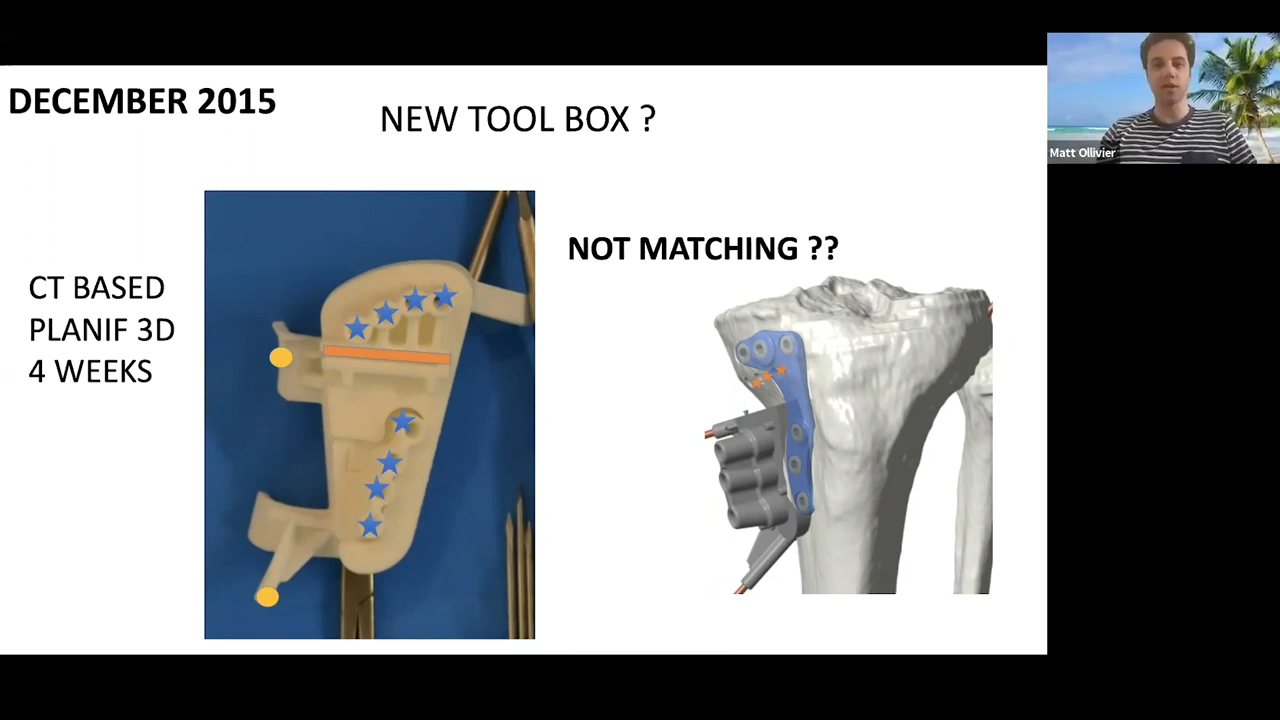 DECEMBER 2015
NEW TOOL BOX ?
Matt Ollivier
NOT MATCHING ??
CT BASED
PLANIF 3D
4 WEEKS